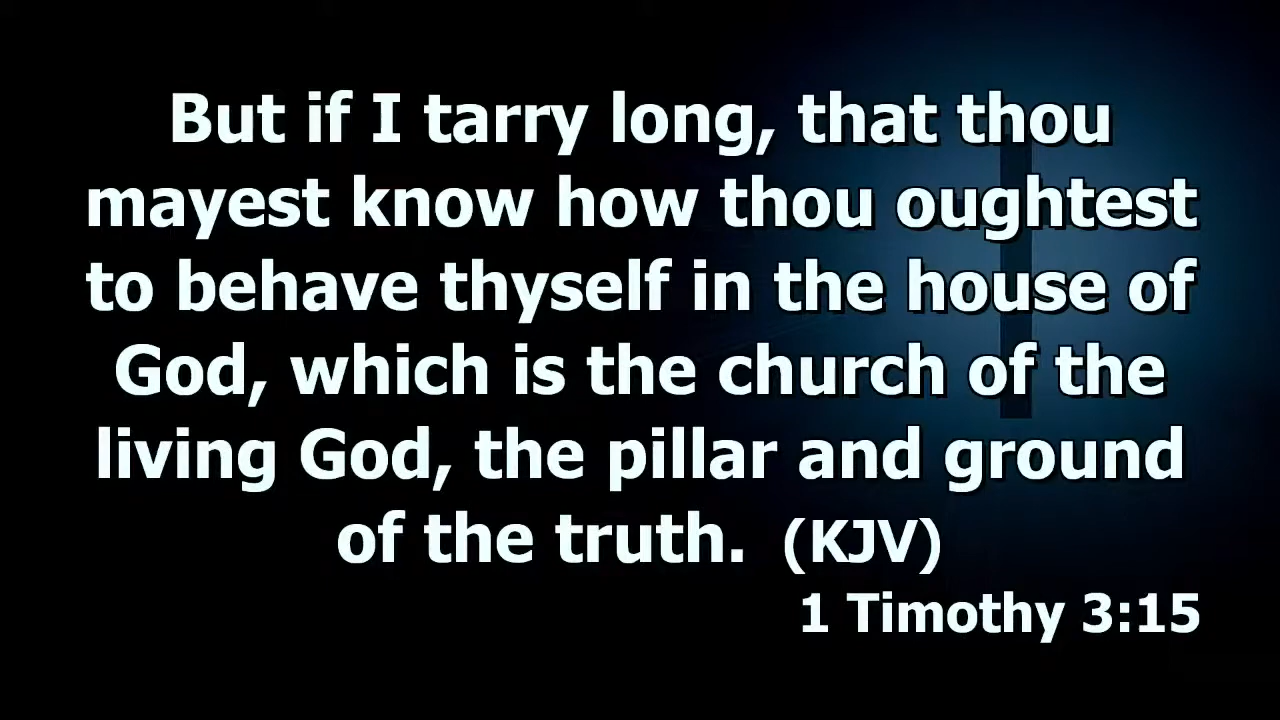 But if I tarry long, that thou
mayest know how thou oughtest
to behave thyself in the house of
God, which is the church of the
living God, the pillar and ground
of the truth.  (KJV)
1 Timothy 3:15